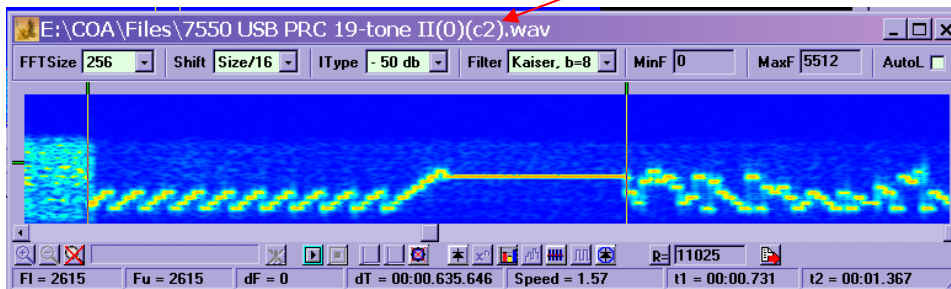 E:\COA\Files\7550 USB PRC 19-tone II(0)(c2).wav
FFTSize 256 Shift Size/16 IType - 50 db Filter Kaiser, b=8 MinF 0 MaxF 5512 AutoL
R= 11025
Fl = 2615 Fu = 2615 dF = 0 dT = 00:00.635.646 Speed = 1.57 t1 = 00:00.731 t2 = 00:01.367